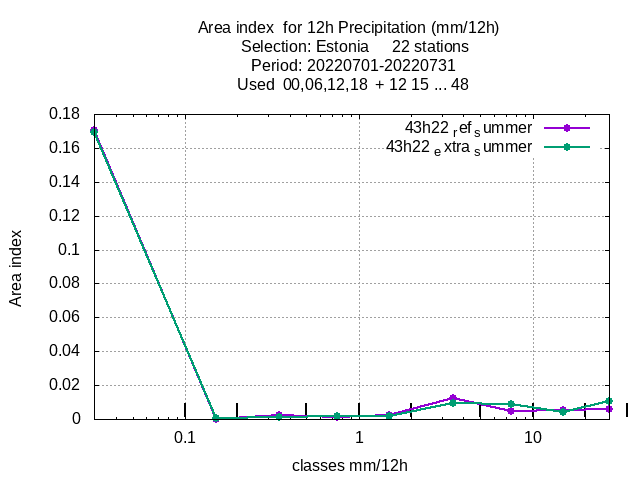 Area index  for 12h Precipitation (mm/12h)
Selection: Estonia     22 stations
Period: 20220701-20220731
Used  00,06,12,18  + 12 15 ... 48
43h22 ref summer
43h22 extra summer
0.18
0.16
0.14
0.12
0.1
0.08
0.06
0.04
0.02
0
Area index
0.1 1 10
classes mm/12h